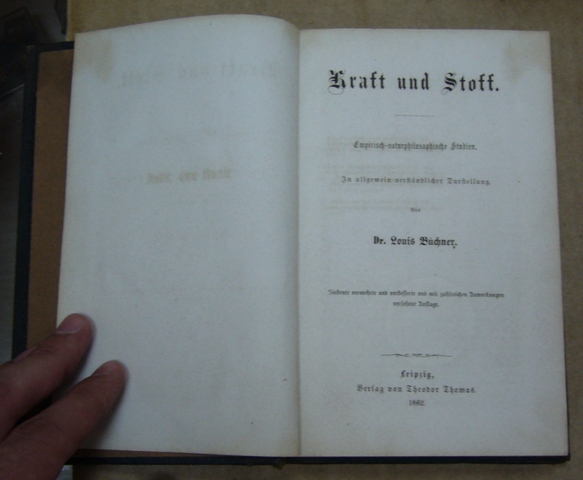 Kraft und Stoff.
Empirisch-naturphilosophische Studien.
In allgemein-verständlicher Darstellung.
Von
Dr. Louis Büchner.
Siebente vermehrte und verbesserte und mit zahlreichen Anmerkungen
versehene Auflage.
Leipzig,
Verlag von Theodor Thomas.
1862.